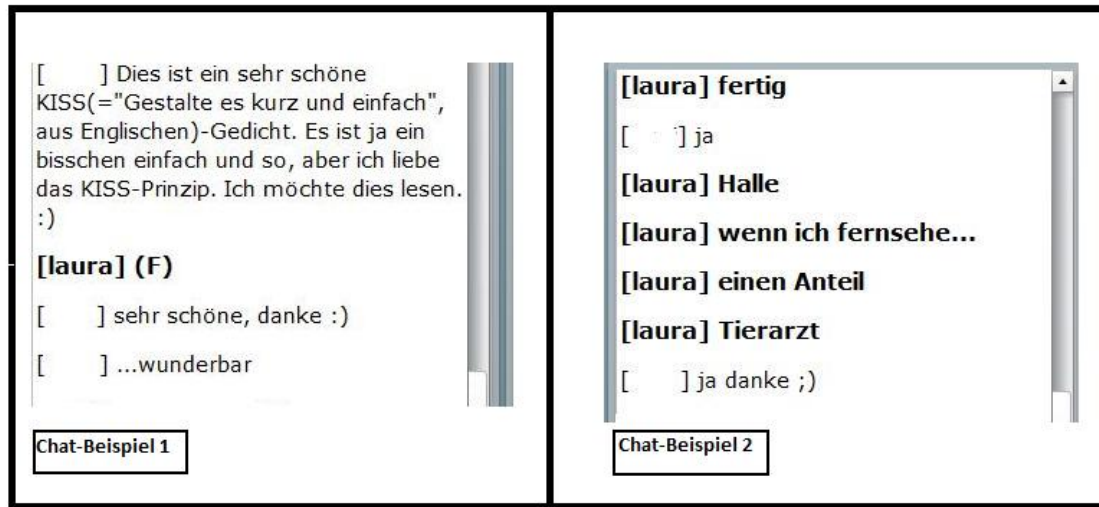 [ ] Dies ist ein sehr schöne
KISS(="Gestalte es kurz und einfach",
aus Englischen)-Gedicht. Es ist ja ein
bisschen einfach und so, aber ich liebe
das KISS-Prinzip. Ich möchte dies lesen.
:)
[laura] (F)
[ ] sehr schöne, danke :)
[ ] ...wunderbar
Chat-Beispiel 1
[laura] fertig
[ ] ja
[laura] Halle
[laura] wenn ich fernsehe...
[laura] einen Anteil
[laura] Tierarzt
[ ] ja danke ;)
Chat-Beispiel 2